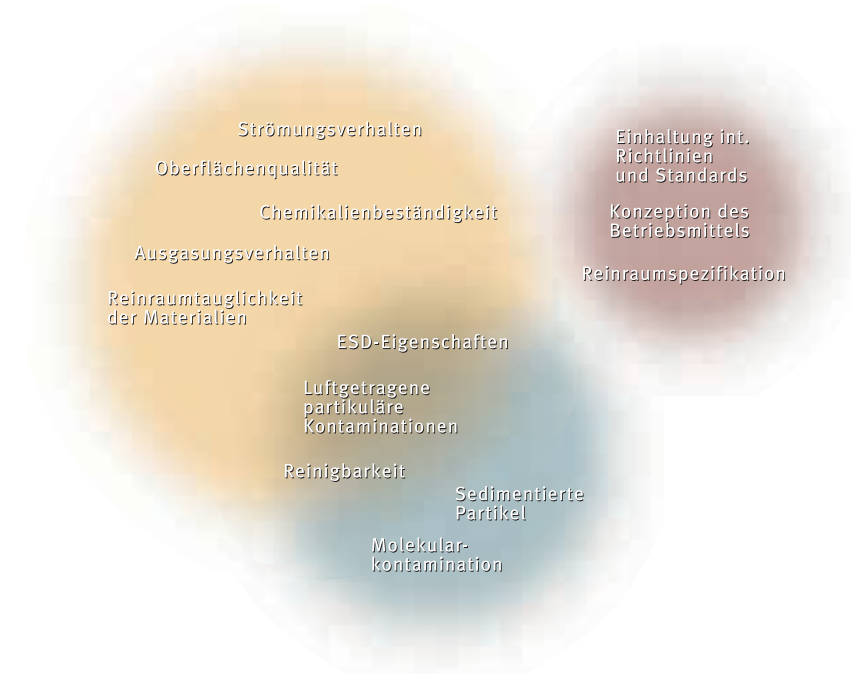 Strömungsverhalten
Oberflächenqualität
Chemikalienbeständigkeit
Ausgasungsverhalten
Reinraumtauglichkeit
der Materialien
ESD-Eigenschaften
Luftgetragene
partikuläre
Kontaminationen
Reinigbarkeit
Sedimentierte
Partikel
Molekular-
kontamination
Einhaltung int.
Richtlinien
und Standards
Konzeption des
Betriebsmittels
Reinraumspezifikation